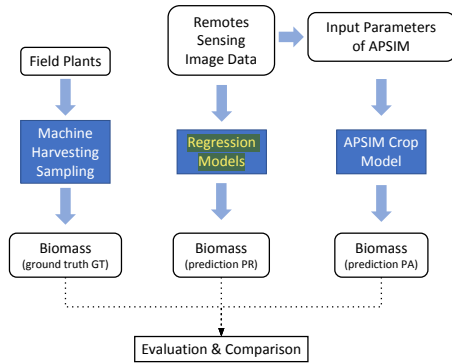 Remotes
Sensing
Image Data
Input Parameters
of APSIM
Field Plants
Machine
Harvesting
Sampling
Regression
Models
APSIM Crop
Model
Biomass
(ground truth GT)
Biomass
(prediction PR)
Biomass
(prediction PA)
Evaluation & Comparison